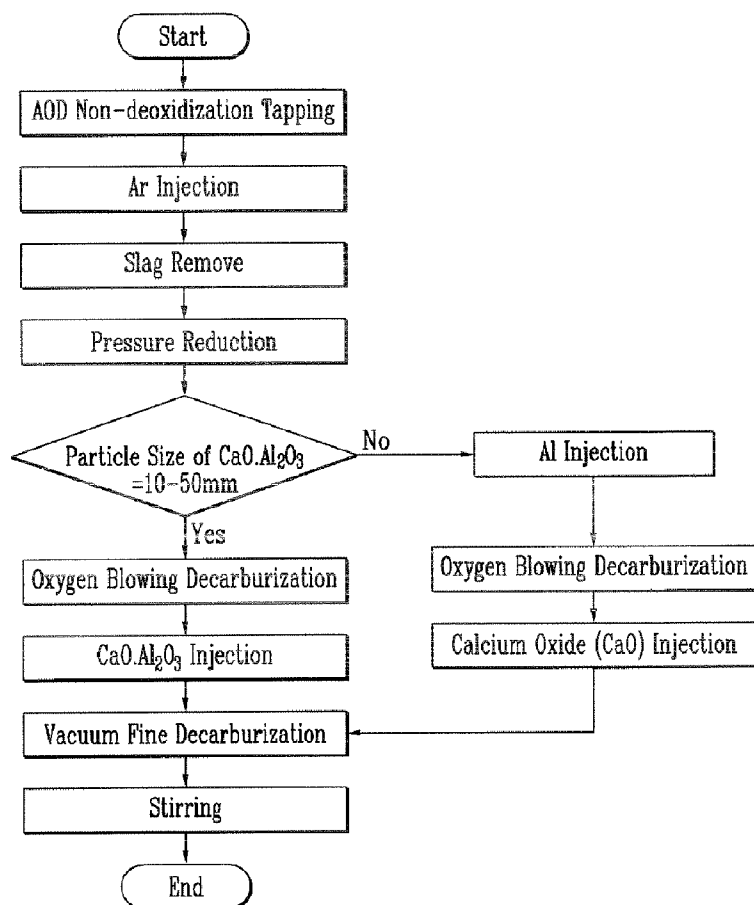 Start
AOD Non-deoxidization Tapping
Ar Injection
Slag Remove
Pressure Reduction
Particle Size of CaO.Al₂O₃
=10-50mm
No
Al Injection
Yes
Oxygen Blowing Decarburization
Oxygen Blowing Decarburization
CaO.Al₂O₃ Injection
Calcium Oxide (CaO) Injection
Vacuum Fine Decarburization
Stirring
End